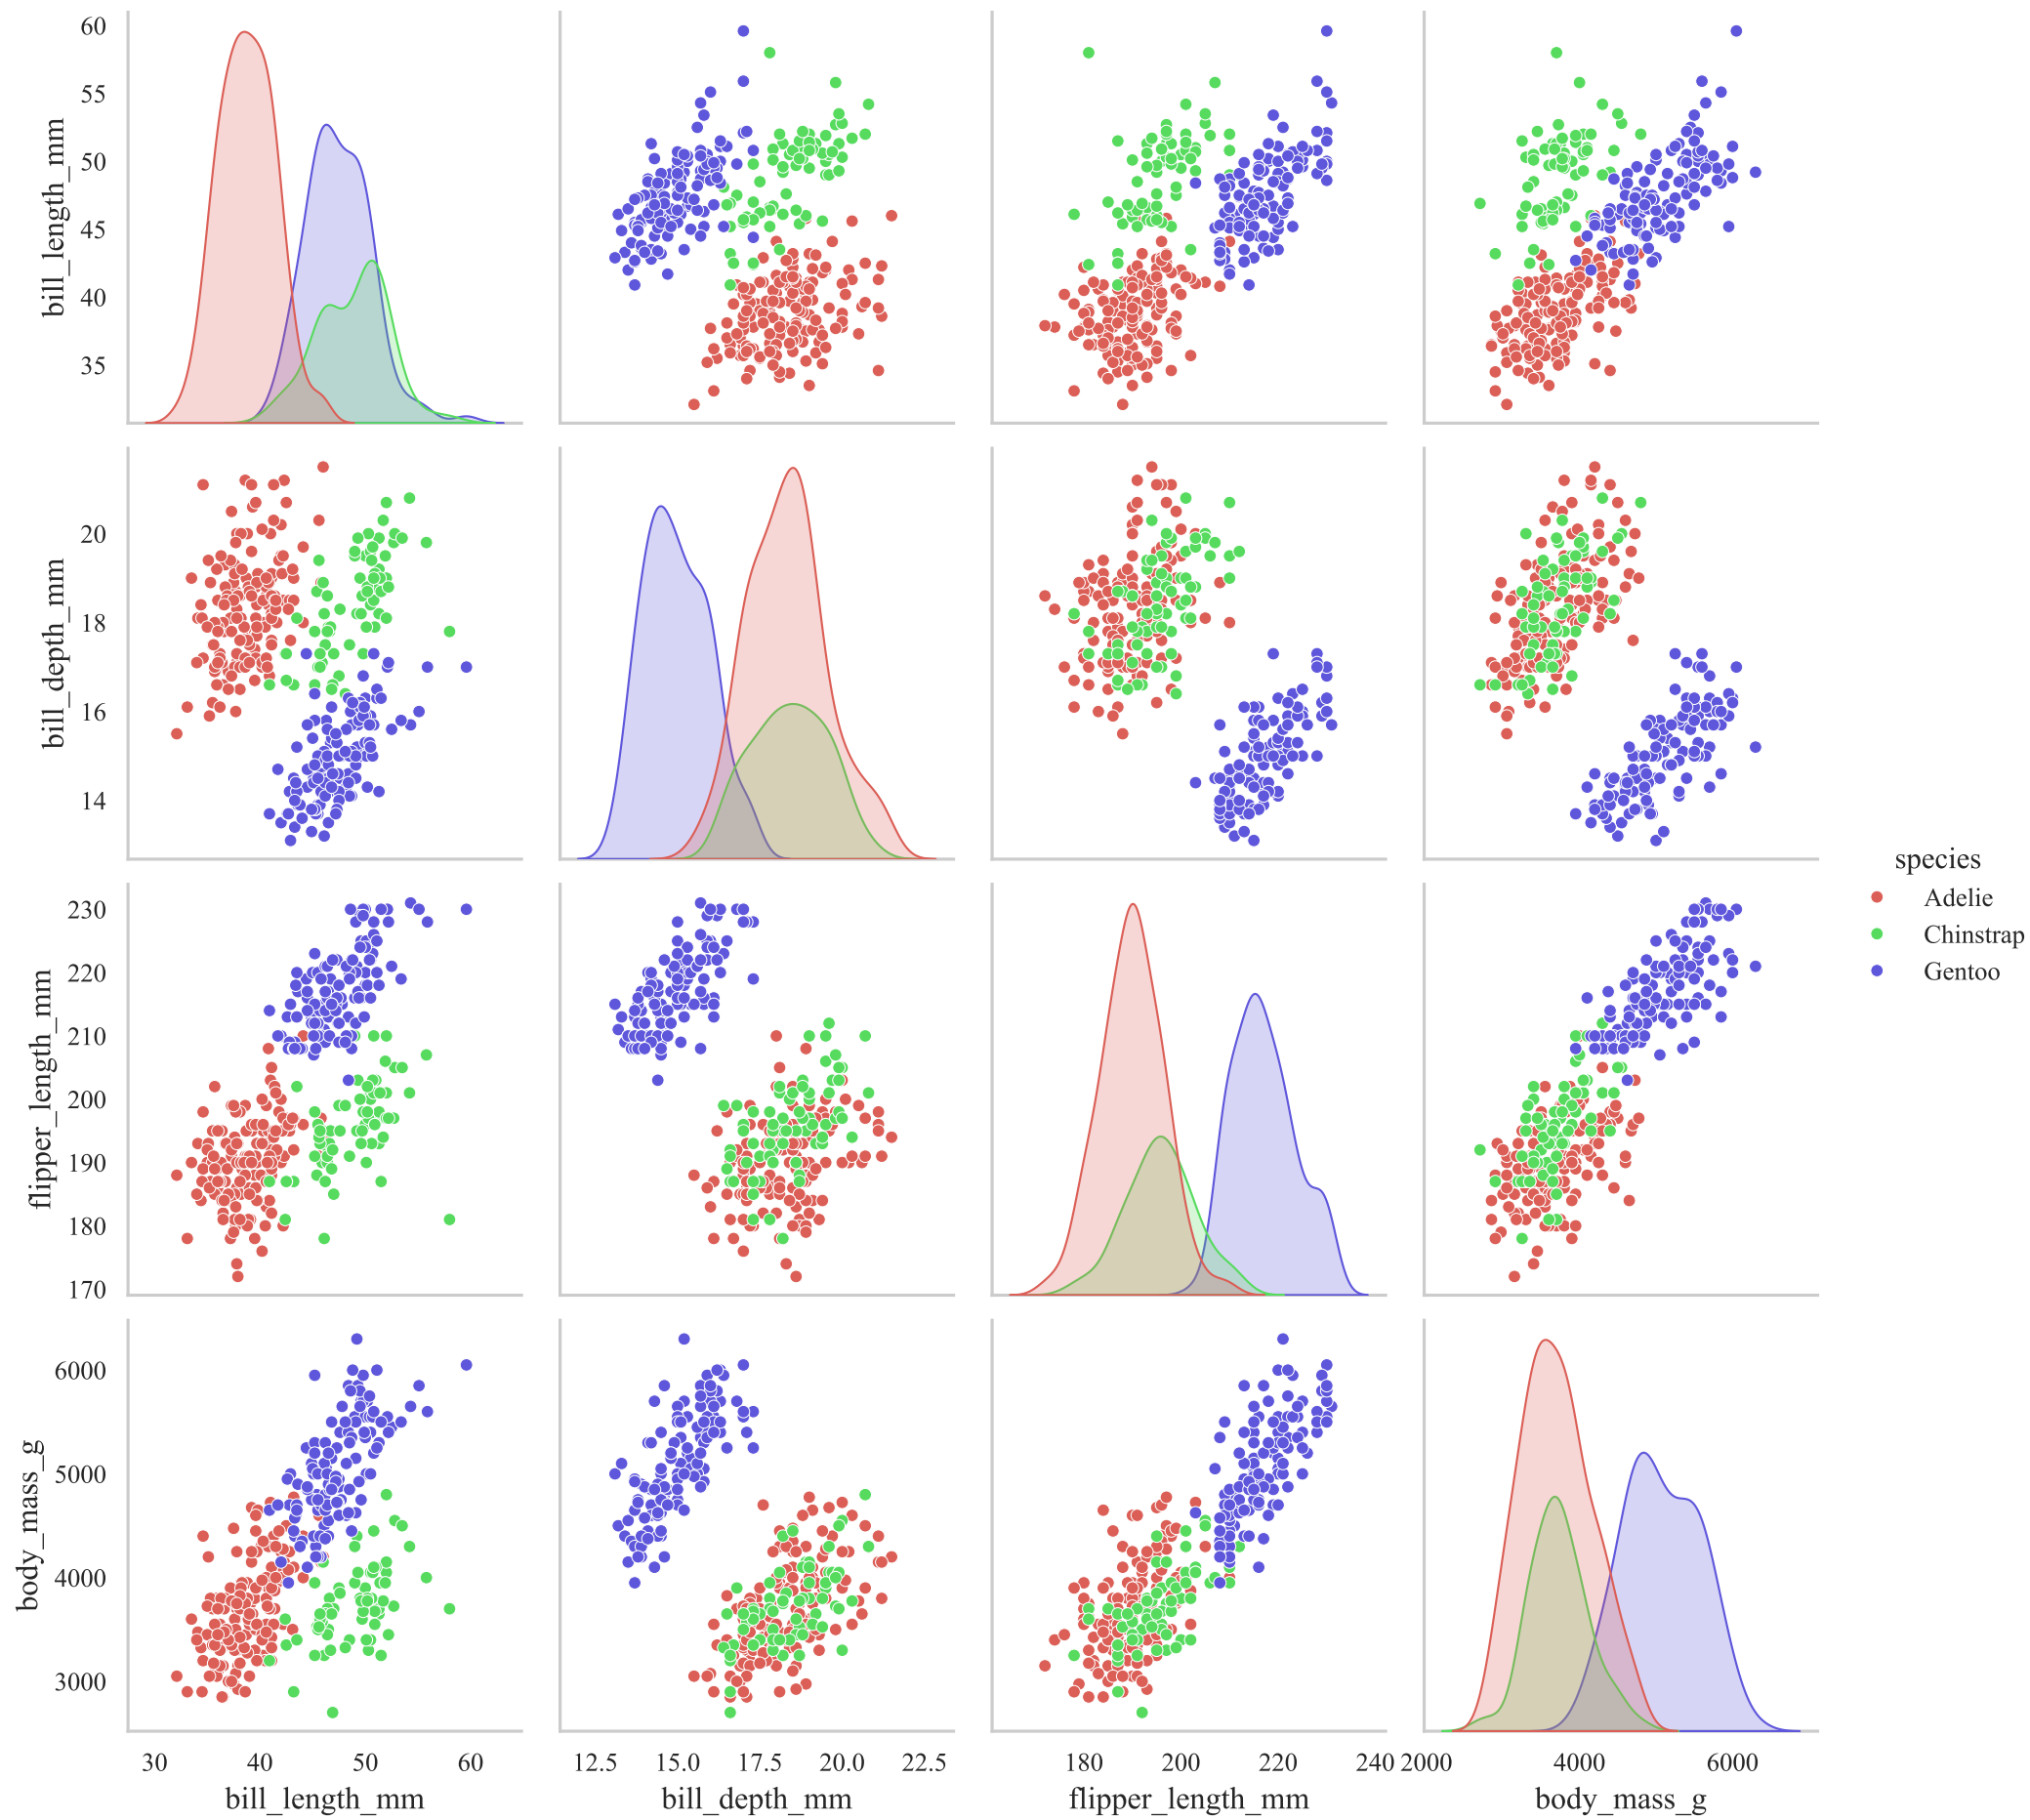 60
55
50
45
40
35
bill_length_mm
20
18
16
14
bill_depth_mm
species
Adelie
Chinstrap
Gentoo
230
220
210
200
190
180
170
flipper_length_mm
6000
5000
4000
3000
body_mass_g
30 40 50 60
bill_length_mm
12.5 15.0 17.5 20.0 22.5
bill_depth_mm
180 200 220 240
flipper_length_mm
2000 4000 6000
body_mass_g